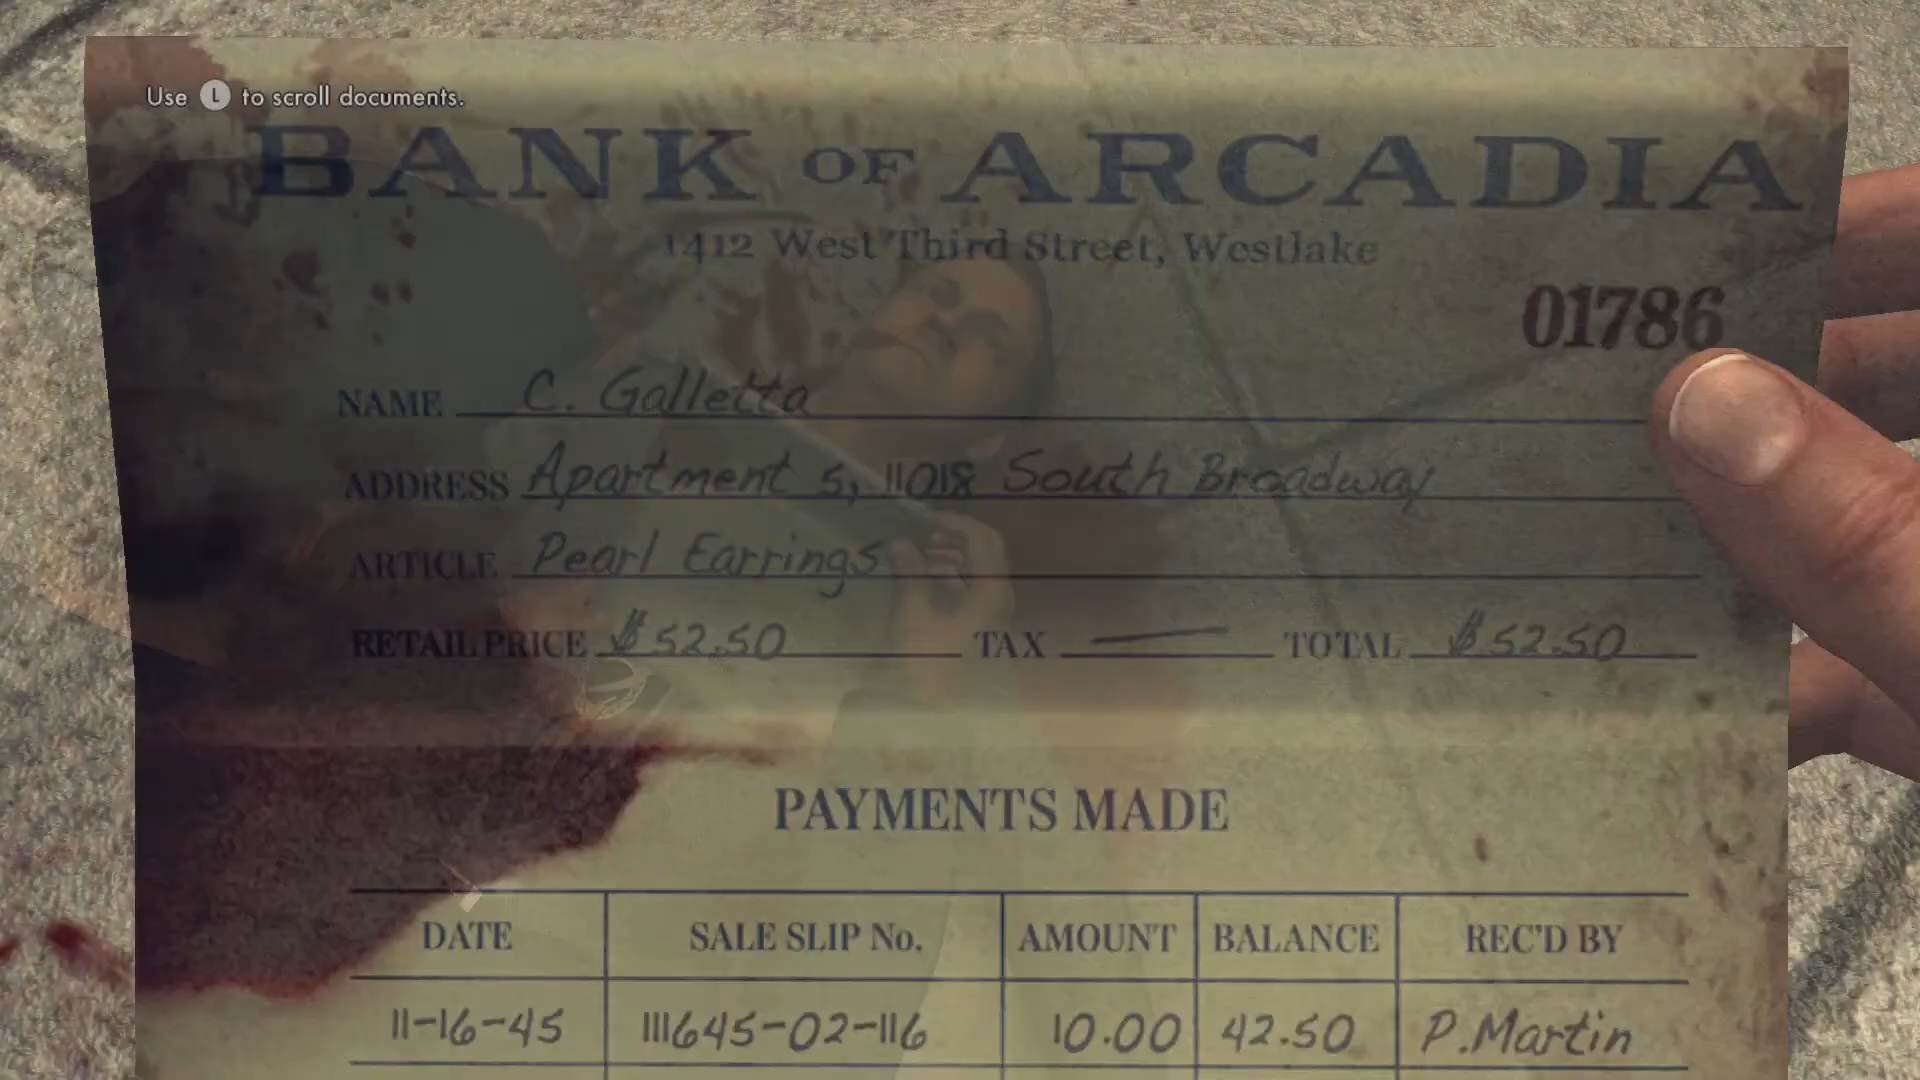 Use L to scroll documents.
BANK OF ARCADIA
1412 West Third Street, Westlake
01786
NAME C. Galletta
ADDRESS Apartment 5, 11018 South Broadway
ARTICLE Pearl Earrings
RETAIL PRICE $52.50 TAX — TOTAL $52.50
PAYMENTS MADE
DATE SALE SLIP No. AMOUNT BALANCE REC'D BY
11-16-45 111645-02-116 10.00 42.50 P.Martin